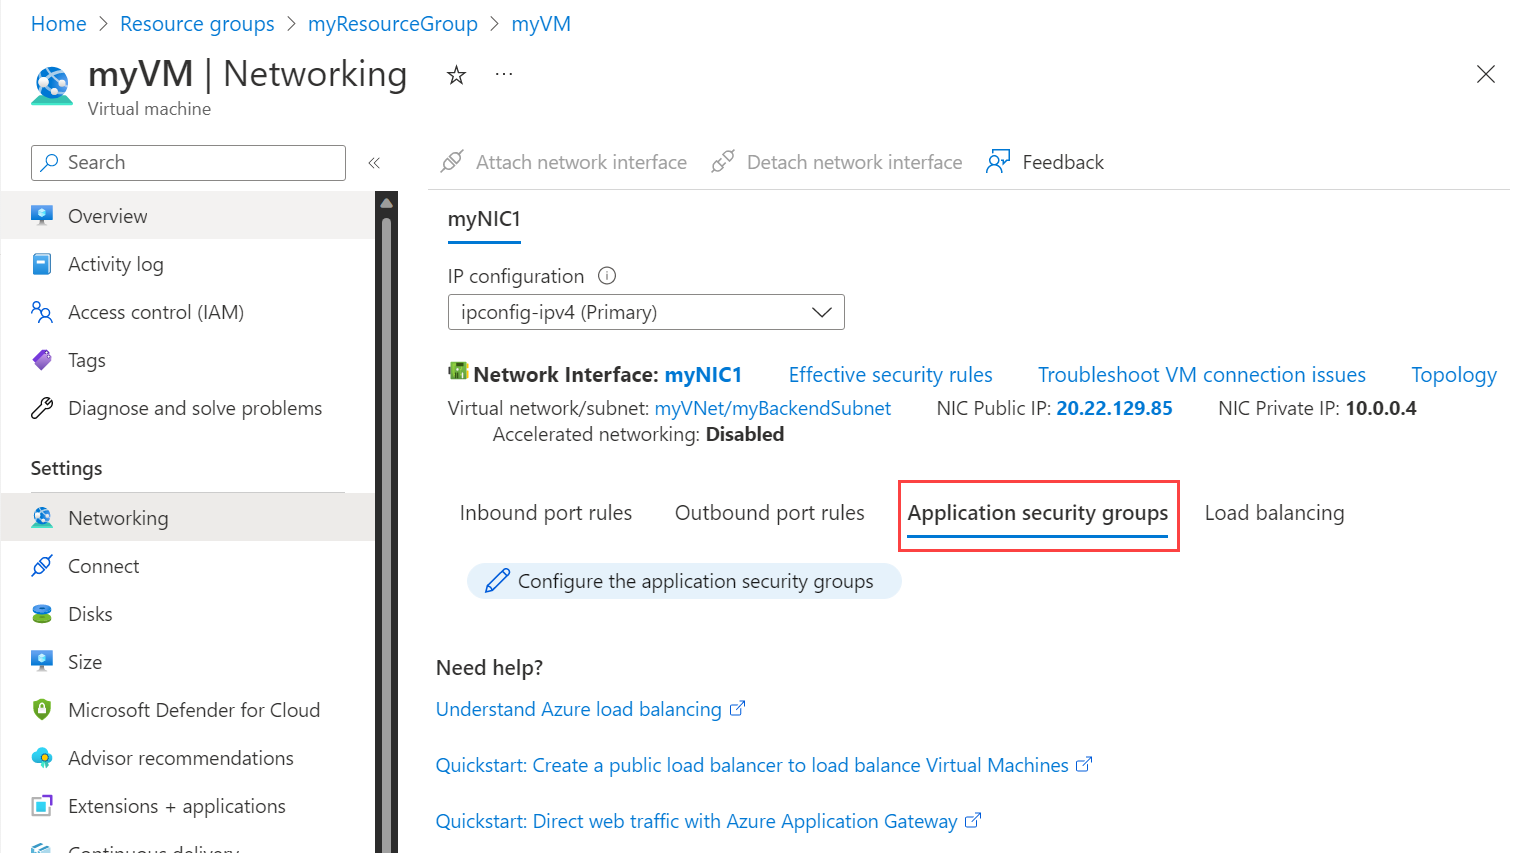 Home > Resource groups > myResourceGroup > myVM
myVM | Networking
Virtual machine
Search
Overview
Activity log
Access control (IAM)
Tags
Diagnose and solve problems
Settings
Networking
Connect
Disks
Size
Microsoft Defender for Cloud
Advisor recommendations
Extensions + applications
Continuous delivery
Attach network interface Detach network interface Feedback
myNIC1
IP configuration
ipconfig-ipv4 (Primary)
Network Interface: myNIC1 Effective security rules Troubleshoot VM connection issues Topology
Virtual network/subnet: myVNet/myBackendSubnet NIC Public IP: 20.22.129.85 NIC Private IP: 10.0.0.4
Accelerated networking: Disabled
Inbound port rules Outbound port rules Application security groups Load balancing
Configure the application security groups
Need help?
Understand Azure load balancing
Quickstart: Create a public load balancer to load balance Virtual Machines
Quickstart: Direct web traffic with Azure Application Gateway